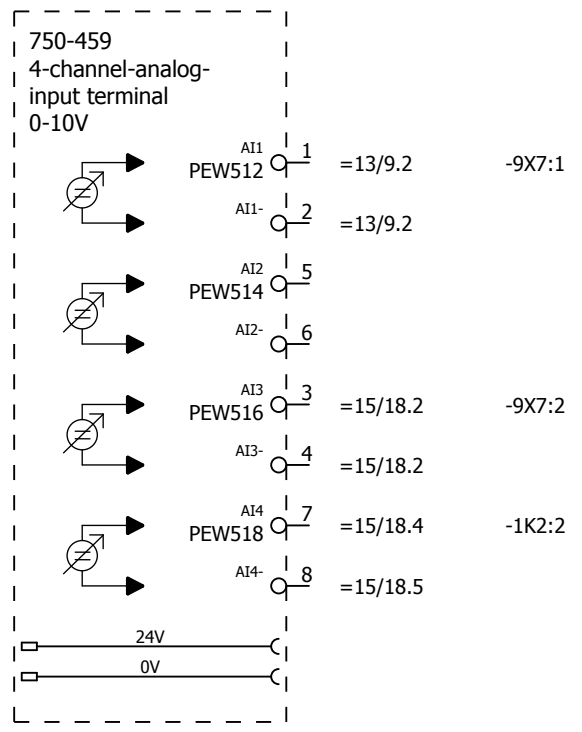 750-459
4-channel-analog-
input terminal
0-10V
AI1 1
PEW512 =13/9.2 -9X7:1
AI1- 2
=13/9.2
AI2 5
PEW514
AI2- 6
AI3 3
PEW516 =15/18.2 -9X7:2
AI3- 4
=15/18.2
AI4 7
PEW518 =15/18.4 -1K2:2
AI4- 8
=15/18.5
24V
0V